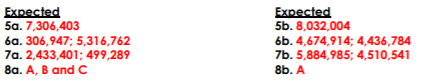 Expected
5a. 7,306,403
6a. 306,947; 5,316,762
7a. 2,433,401; 499,289
8a. A, B and C
Expected
5b. 8,032,004
6b. 4,674,914; 4,436,784
7b. 5,884,985; 4,510,541
8b. A